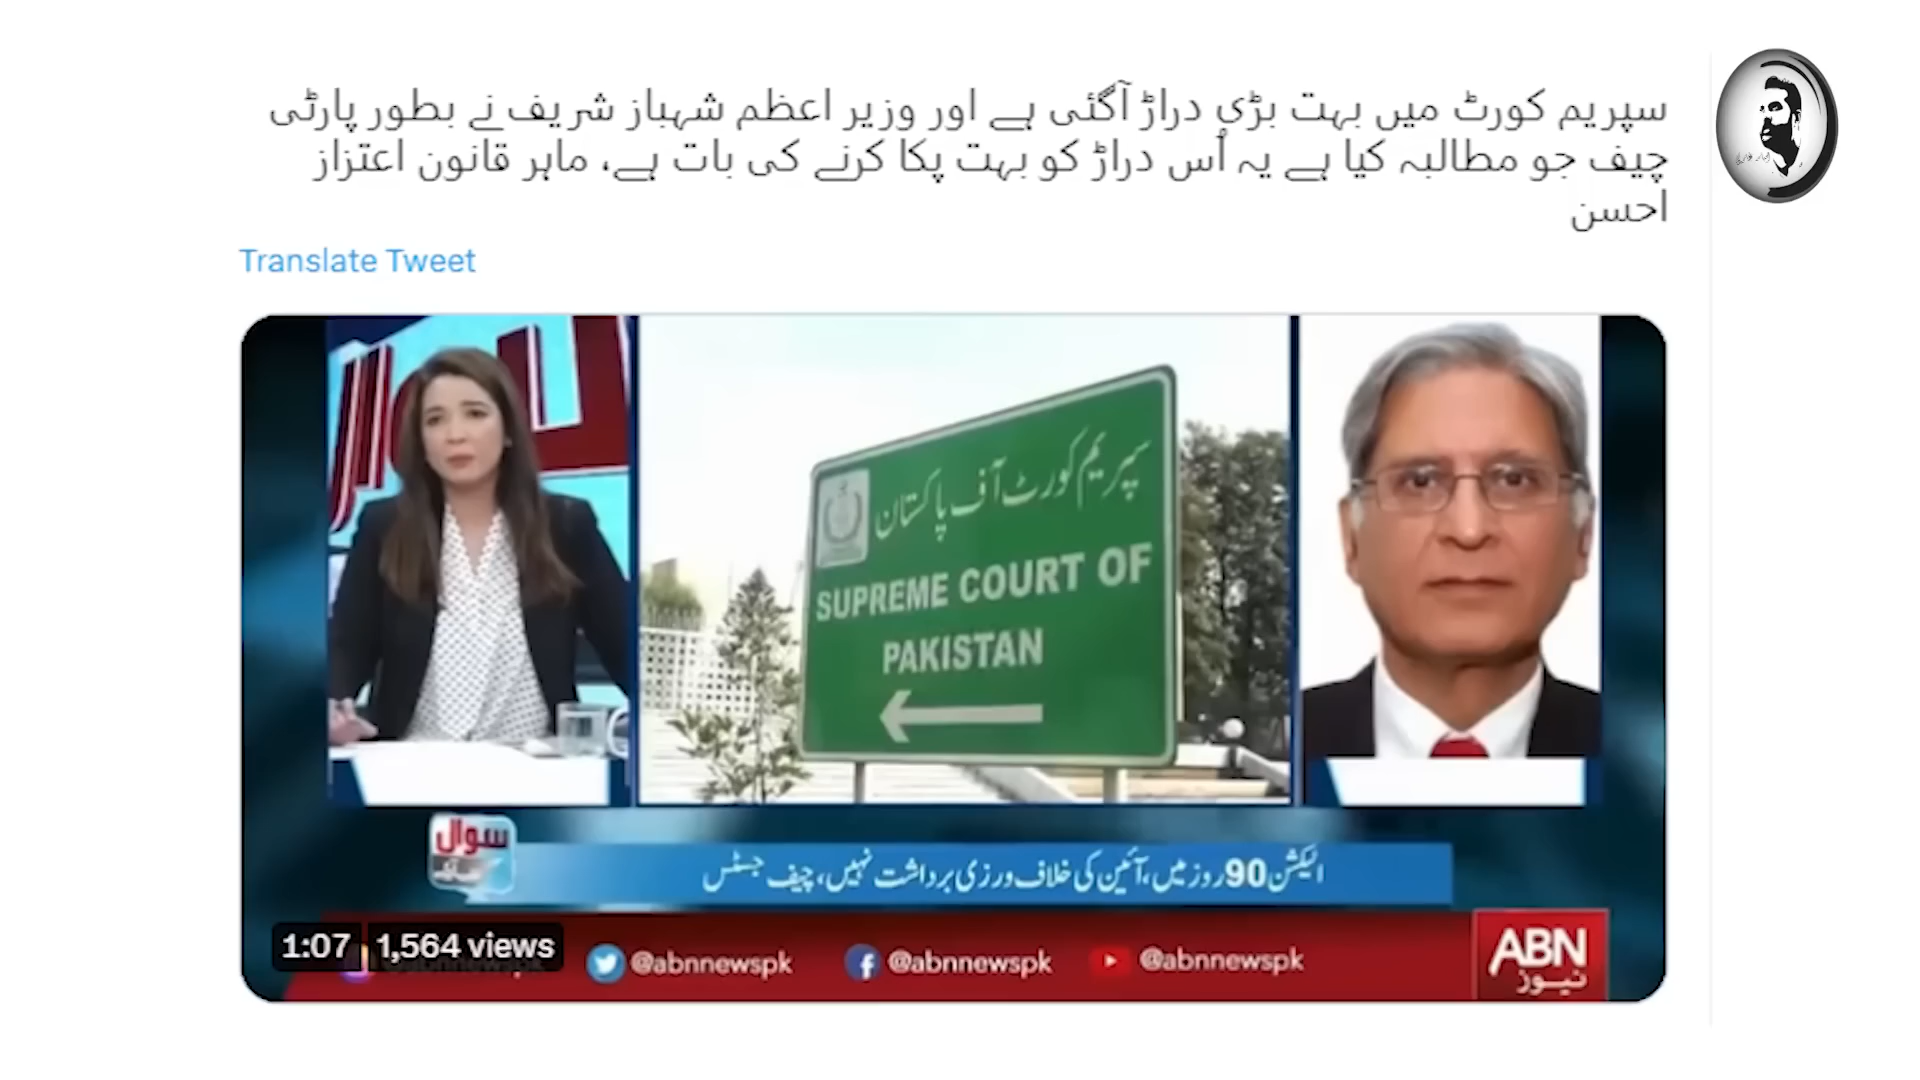 سپریم کورٹ میں بہت بڑی دراڑ آگئی ہے اور وزیر اعظم شہباز شریف نے بطور پارٹی
چیف جو مطالبہ کیا ہے یہ اُس دراڑ کو بہت پکا کرنے کی بات ہے، ماہر قانون اعتزاز
احسن
Translate Tweet
سپریم کورٹ آف پاکستان
SUPREME COURT OF
PAKISTAN
سوال
الیکشن 90 روز میں، آئین کی خلاف ورزی برداشت نہیں، چیف جسٹس
1:07 1,564 views
@abnnewspk @abnnewspk @abnnewspk
ABN
نیوز